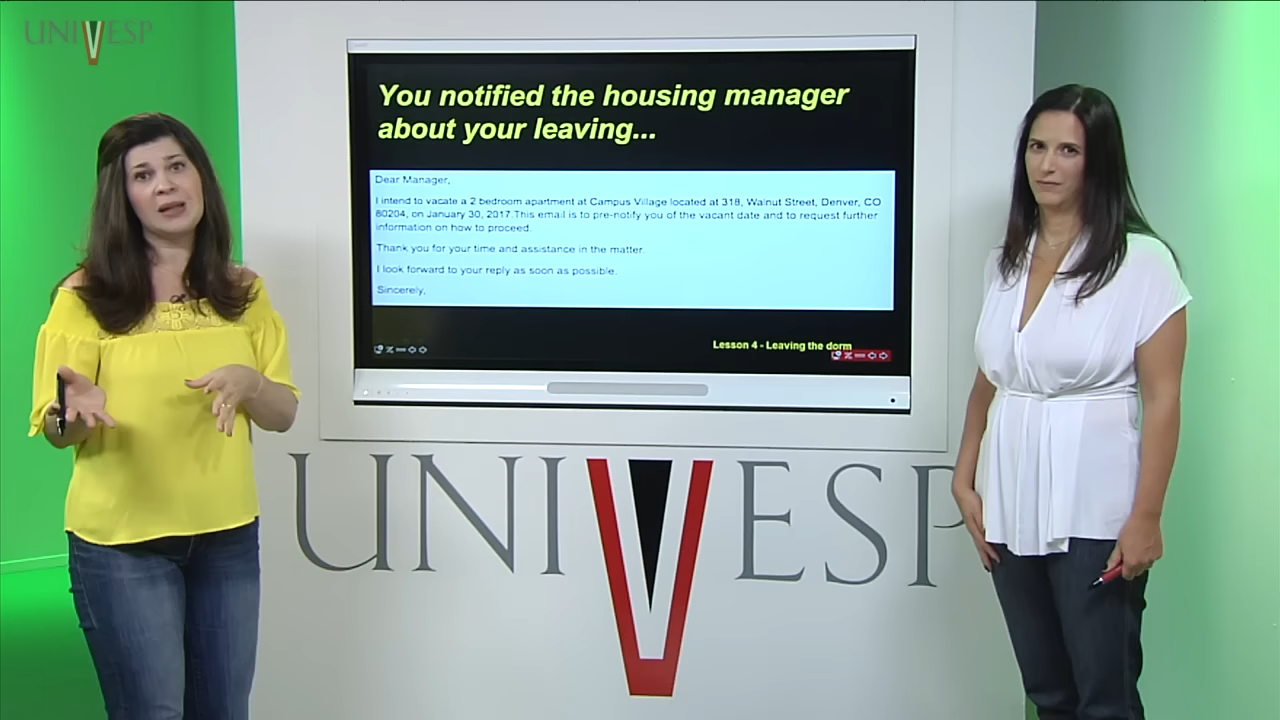 UNIVESP
You notified the housing manager
about your leaving...
Dear Manager,
I intend to vacate a 2 bedroom apartment at Campus Village located at 318, Walnut Street, Denver, CO
80204, on January 30, 2017.This email is to pre-notify you of the vacant date and to request further
information on how to proceed.
Thank you for your time and assistance in the matter.
I look forward to your reply as soon as possible.
Sincerely,
Lesson 4 - Leaving the dorm
UNIVESP